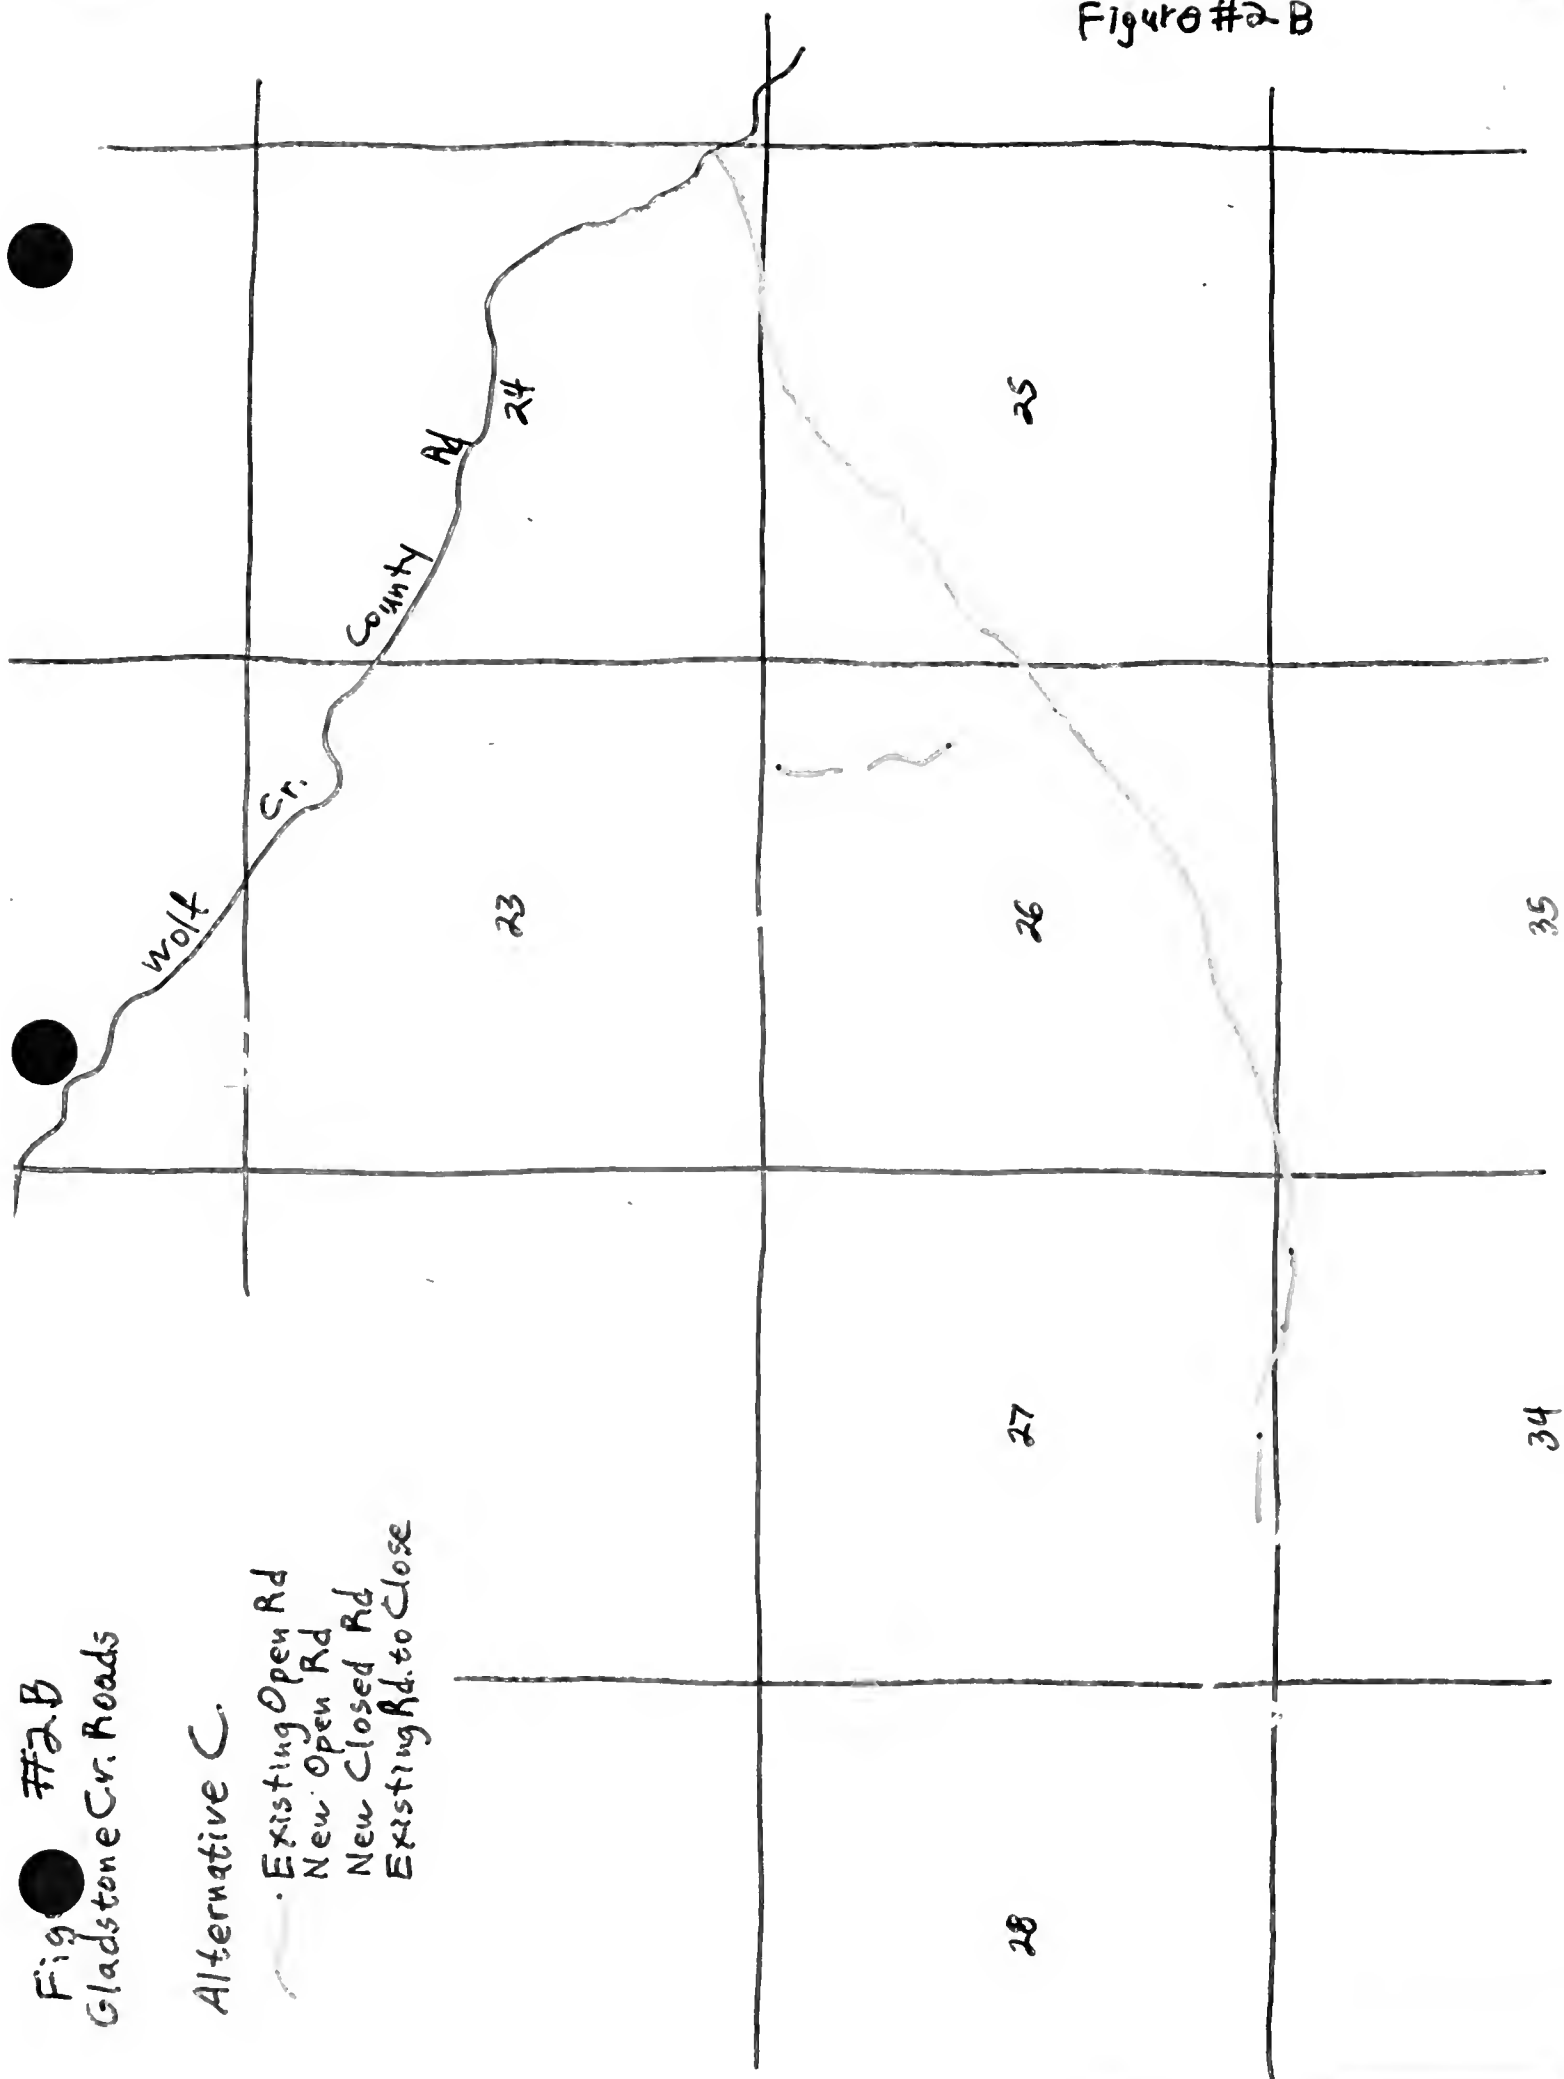 Figure #2-B
Fig #2B
Gladstone Cr. Roads
Alternative C
Existing Open Rd
New Open Rd
New Closed Rd
Existing Rd. to Close
Wolf Cr. County Rd
24
23
25
26
27
28
35
34